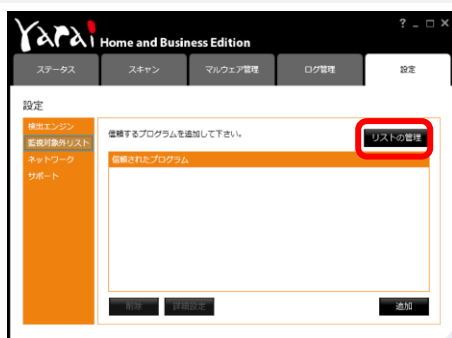 Yarai Home and Business Edition
? _ □ ×
ステータス
スキャン
マルウェア管理
ログ管理
設定
設定
検出エンジン
監視対象外リスト
ネットワーク
サポート
信頼するプログラムを追加して下さい。
リストの管理
信頼されたプログラム
削除
詳細設定
追加